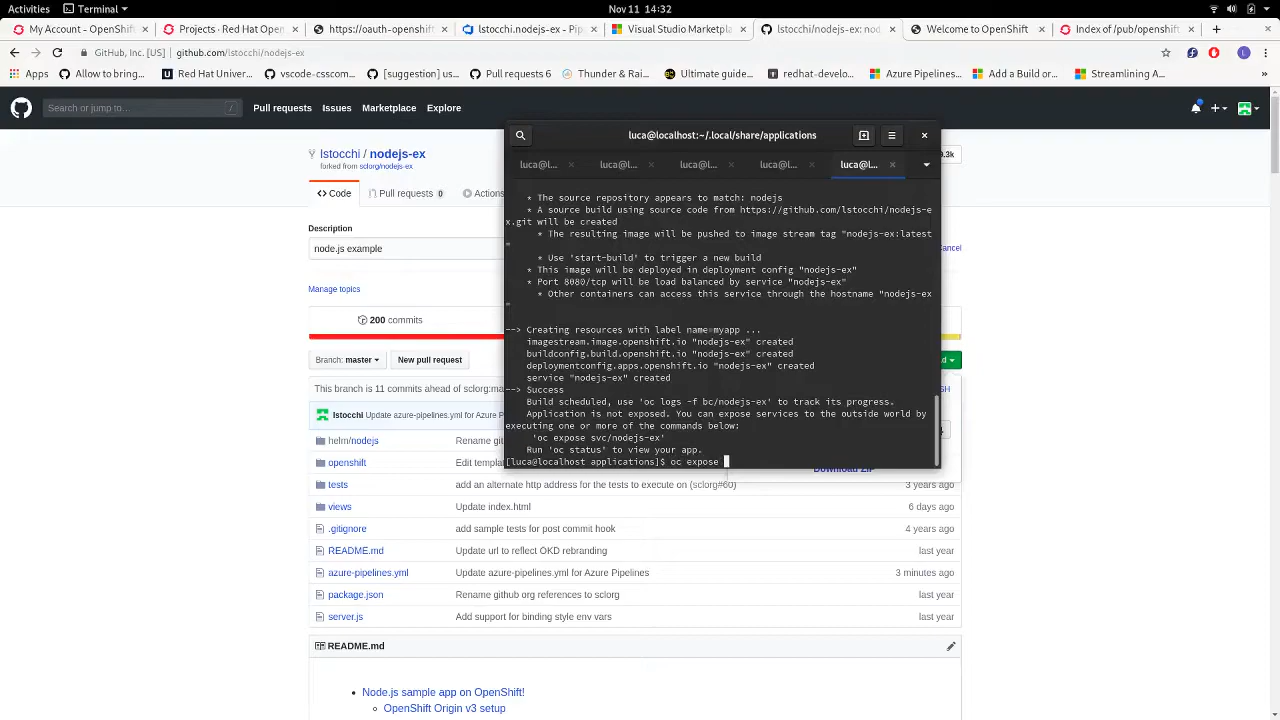 Activities
Terminal
Nov 11 14:32
My Account - OpenShift
Projects · Red Hat Open
https://oauth-openshift
lstocchi.nodejs-ex - Pip
Visual Studio Marketpla
lstocchi/nodejs-ex: nod
Welcome to OpenShift
Index of /pub/openshift
GitHub, Inc. [US]
github.com/lstocchi/nodejs-ex
Apps
Allow to bring...
Red Hat Univer...
vscode-csscom...
[suggestion] us...
Pull requests 6
Thunder & Rai...
Ultimate guide...
redhat-develo...
Azure Pipelines...
Add a Build or...
Streamlining A...
Search or jump to...
Pull requests
Issues
Marketplace
Explore
lstocchi / nodejs-ex
forked from sclorg/nodejs-ex
9.3k
Code
Pull requests 0
Actions
Description
node.js example
Cancel
Manage topics
200 commits
Branch: master
New pull request
This branch is 11 commits ahead of sclorg:mas
lstocchi Update azure-pipelines.yml for Azure P
luca@localhost:~/.local/share/applications
luca@l...
luca@l...
luca@l...
luca@l...
luca@l...
* The source repository appears to match: nodejs
* A source build using source code from https://github.com/lstocchi/nodejs-e
x.git will be created
* The resulting image will be pushed to image stream tag "nodejs-ex:latest
"
* Use 'start-build' to trigger a new build
* This image will be deployed in deployment config "nodejs-ex"
* Port 8080/tcp will be load balanced by service "nodejs-ex"
* Other containers can access this service through the hostname "nodejs-ex
"
--> Creating resources with label name=myapp ...
imagestream.image.openshift.io "nodejs-ex" created
buildconfig.build.openshift.io "nodejs-ex" created
deploymentconfig.apps.openshift.io "nodejs-ex" created
service "nodejs-ex" created
--> Success
Build scheduled, use 'oc logs -f bc/nodejs-ex' to track its progress.
Application is not exposed. You can expose services to the outside world by
executing one or more of the commands below:
'oc expose svc/nodejs-ex'
Run 'oc status' to view your app.
[luca@localhost applications]$ oc expose
Download ZIP
helm/nodejs
Rename git
openshift
Edit templat
tests
add an alternate http address for the tests to execute on (sclorg#60)
3 years ago
views
Update index.html
6 days ago
.gitignore
add sample tests for post commit hook
4 years ago
README.md
Update url to reflect OKD rebranding
last year
azure-pipelines.yml
Update azure-pipelines.yml for Azure Pipelines
3 minutes ago
package.json
Rename github org references to sclorg
last year
server.js
Add support for binding style env vars
last year
README.md
Node.js sample app on OpenShift!
OpenShift Origin v3 setup